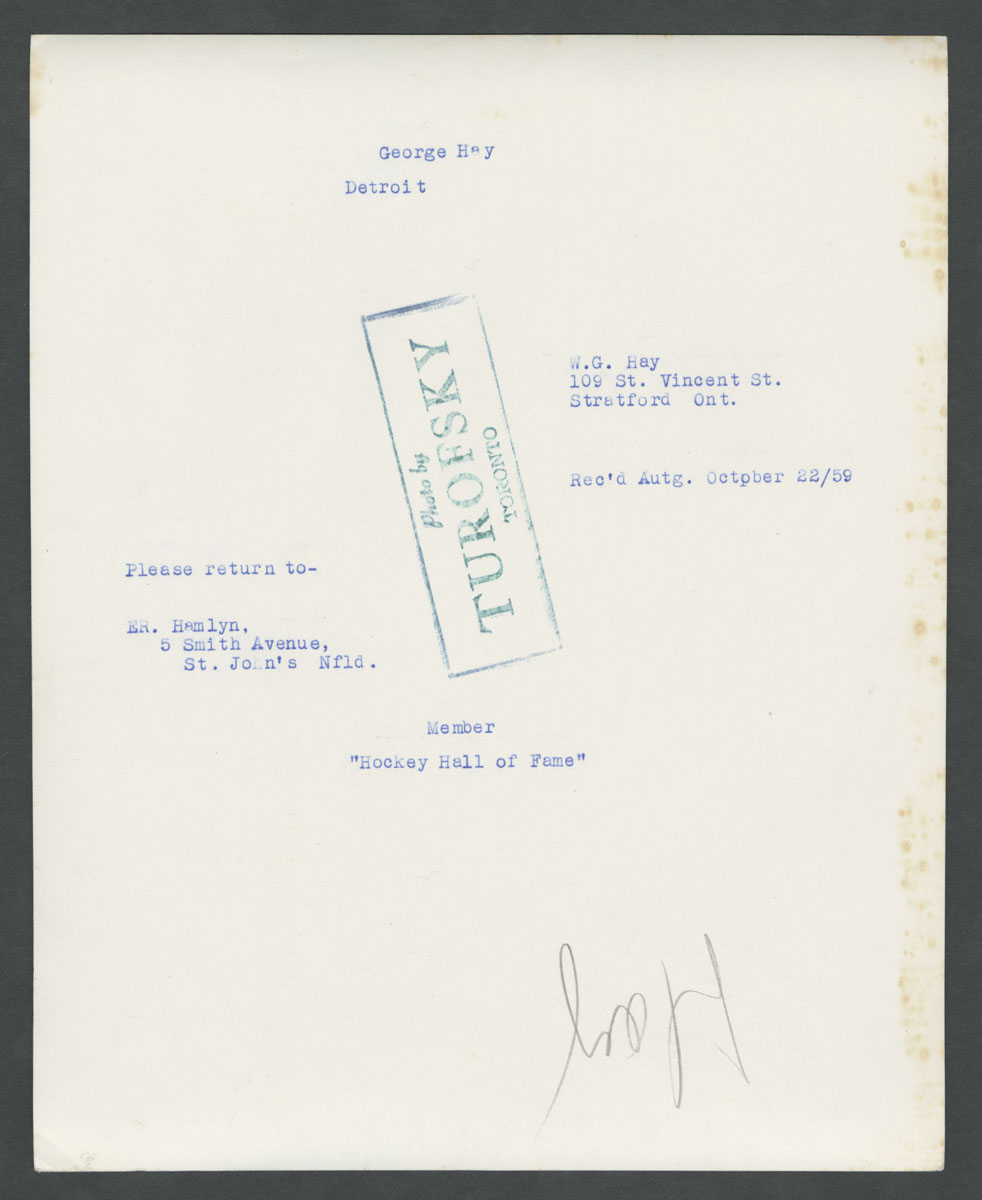 George Hay
Detroit
Photo by
TUROFSKY
TORONTO
W.G. Hay
109 St. Vincent St.
Stratford Ont.
Rec'd Autg. Octpber 22/59
Please return to-
ER. Hamlyn,
5 Smith Avenue,
St. John's Nfld.
Member
"Hockey Hall of Fame"
Hay